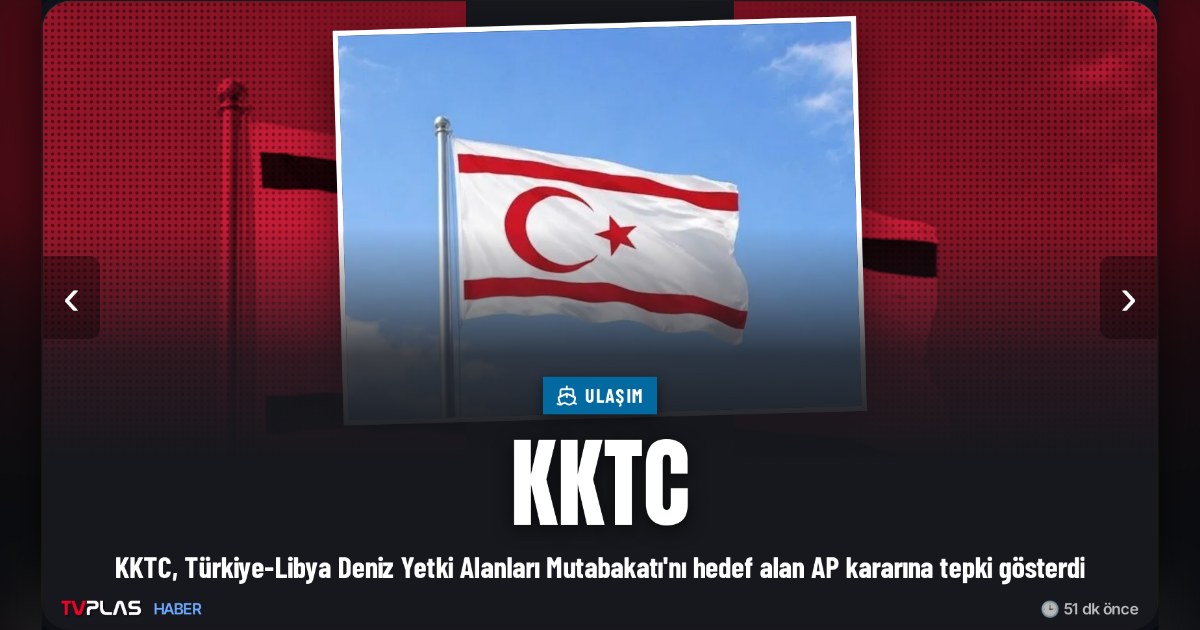 ULAŞIM
KKTC
KKTC, Türkiye-Libya Deniz Yetki Alanları Mutabakatı'nı hedef alan AP kararına tepki gösterdi
TVPLAS HABER
51 dk önce